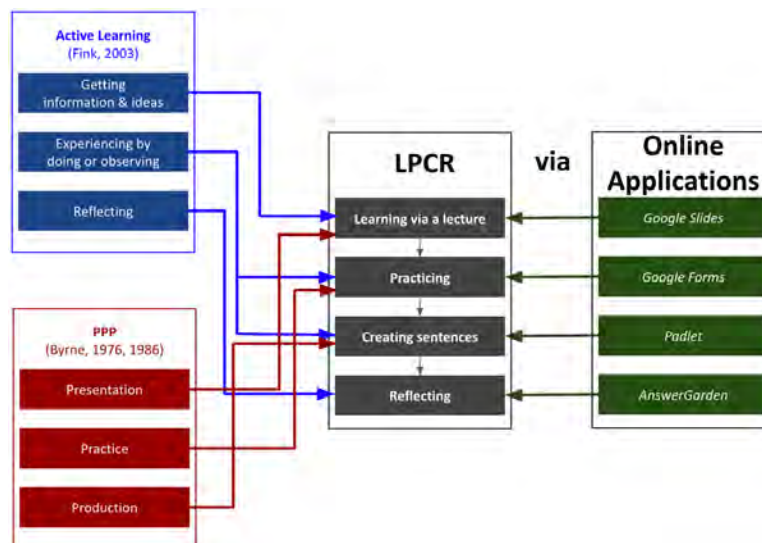 Active Learning
(Fink, 2003)
Getting
information & ideas
Experiencing by
doing or observing
Reflecting
PPP
(Byrne, 1976, 1986)
Presentation
Practice
Production
LPCR
Learning via a lecture
Practicing
Creating sentences
Reflecting
via
Online
Applications
Google Slides
Google Forms
Padlet
AnswerGarden